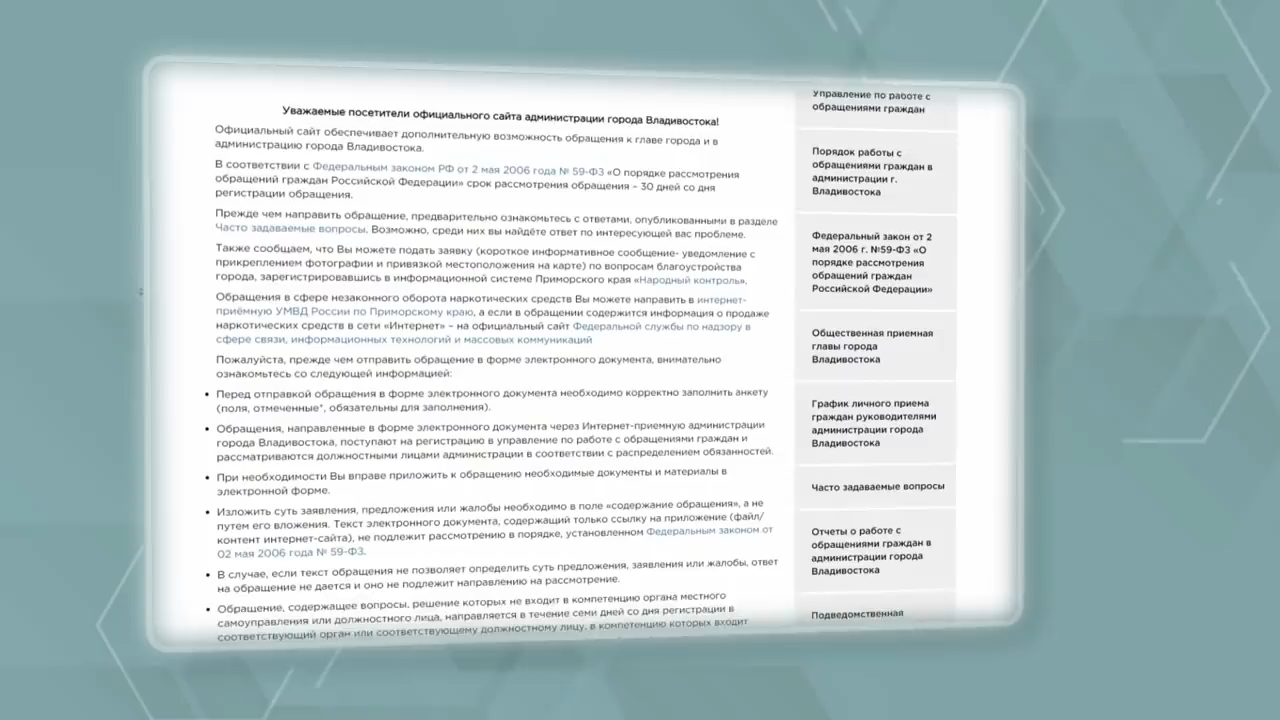 Уважаемые посетители официального сайта администрации города Владивостока!
Официальный сайт обеспечивает дополнительную возможность обращения к главе города и в
администрацию города Владивостока.
В соответствии с Федеральным законом РФ от 2 мая 2006 года № 59-ФЗ «О порядке рассмотрения
обращений граждан Российской Федерации» срок рассмотрения обращения – 30 дней со дня
регистрации обращения.
Прежде чем направить обращение, предварительно ознакомьтесь с ответами, опубликованными в разделе
Часто задаваемые вопросы. Возможно, среди них вы найдёте ответ по интересующей вас проблеме.
Также сообщаем, что Вы можете подать заявку (короткое информативное сообщение- уведомление с
прикреплением фотографии и привязкой местоположения на карте) по вопросам благоустройства
города, зарегистрировавшись в информационной системе Приморского края «Народный контроль».
Обращения в сфере незаконного оборота наркотических средств Вы можете направить в интернет-
приёмную УМВД России по Приморскому краю, а если в обращении содержится информация о продаже
наркотических средств в сети «Интернет» – на официальный сайт Федеральной службы по надзору в
сфере связи, информационных технологий и массовых коммуникаций
Пожалуйста, прежде чем отправить обращение в форме электронного документа, внимательно
ознакомьтесь со следующей информацией:
• Перед отправкой обращения в форме электронного документа необходимо корректно заполнить анкету
(поля, отмеченные*, обязательны для заполнения).
• Обращения, направленные в форме электронного документа через Интернет-приемную администрации
города Владивостока, поступают на регистрацию в управление по работе с обращениями граждан и
рассматриваются должностными лицами администрации в соответствии с распределением обязанностей.
• При необходимости Вы вправе приложить к обращению необходимые документы и материалы в
электронной форме.
• Изложить суть заявления, предложения или жалобы необходимо в поле «содержание обращения», а не
путем его вложения. Текст электронного документа, содержащий только ссылку на приложение (файл/
контент интернет-сайта), не подлежит рассмотрению в порядке, установленном Федеральным законом от
02 мая 2006 года № 59-ФЗ.
• В случае, если текст обращения не позволяет определить суть предложения, заявления или жалобы, ответ
на обращение не дается и оно не подлежит направлению на рассмотрение.
• Обращение, содержащее вопросы, решение которых не входит в компетенцию органа местного
самоуправления или должностного лица, направляется в течение семи дней со дня регистрации в
соответствующий орган или соответствующему должностному лицу, в компетенцию которых входит
Управление по работе с
обращениями граждан
Порядок работы с
обращениями граждан в
администрации г.
Владивостока
Федеральный закон от 2
мая 2006 г. №59-ФЗ «О
порядке рассмотрения
обращений граждан
Российской Федерации»
Общественная приемная
главы города
Владивостока
График личного приема
граждан руководителями
администрации города
Владивостока
Часто задаваемые вопросы
Отчеты о работе с
обращениями граждан в
администрации города
Владивостока
Подведомственная